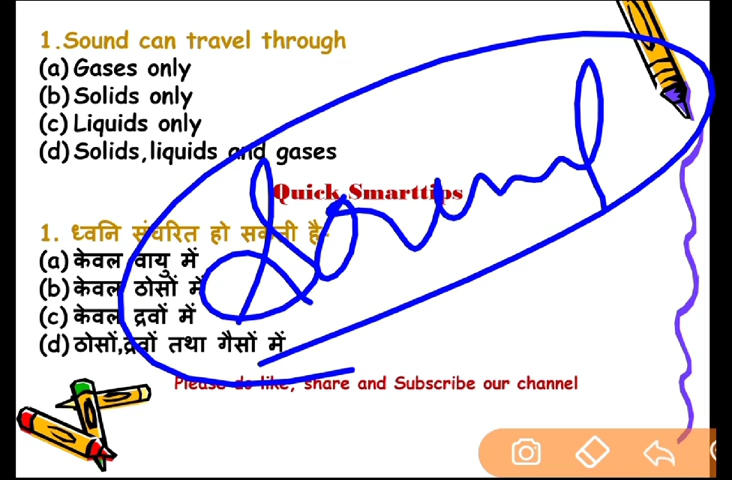 1.Sound can travel through
(a) Gases only
(b) Solids only
(c) Liquids only
(d) Solids,liquids and gases
Quick Smarttips
1. ध्वनि संचरित हो सकती है-
(a) केवल वायु में
(b) केवल ठोसों में
(c) केवल द्रवों में
(d) ठोसों,द्रवों तथा गैसों में
Sound
Please do like, share and Subscribe our channel